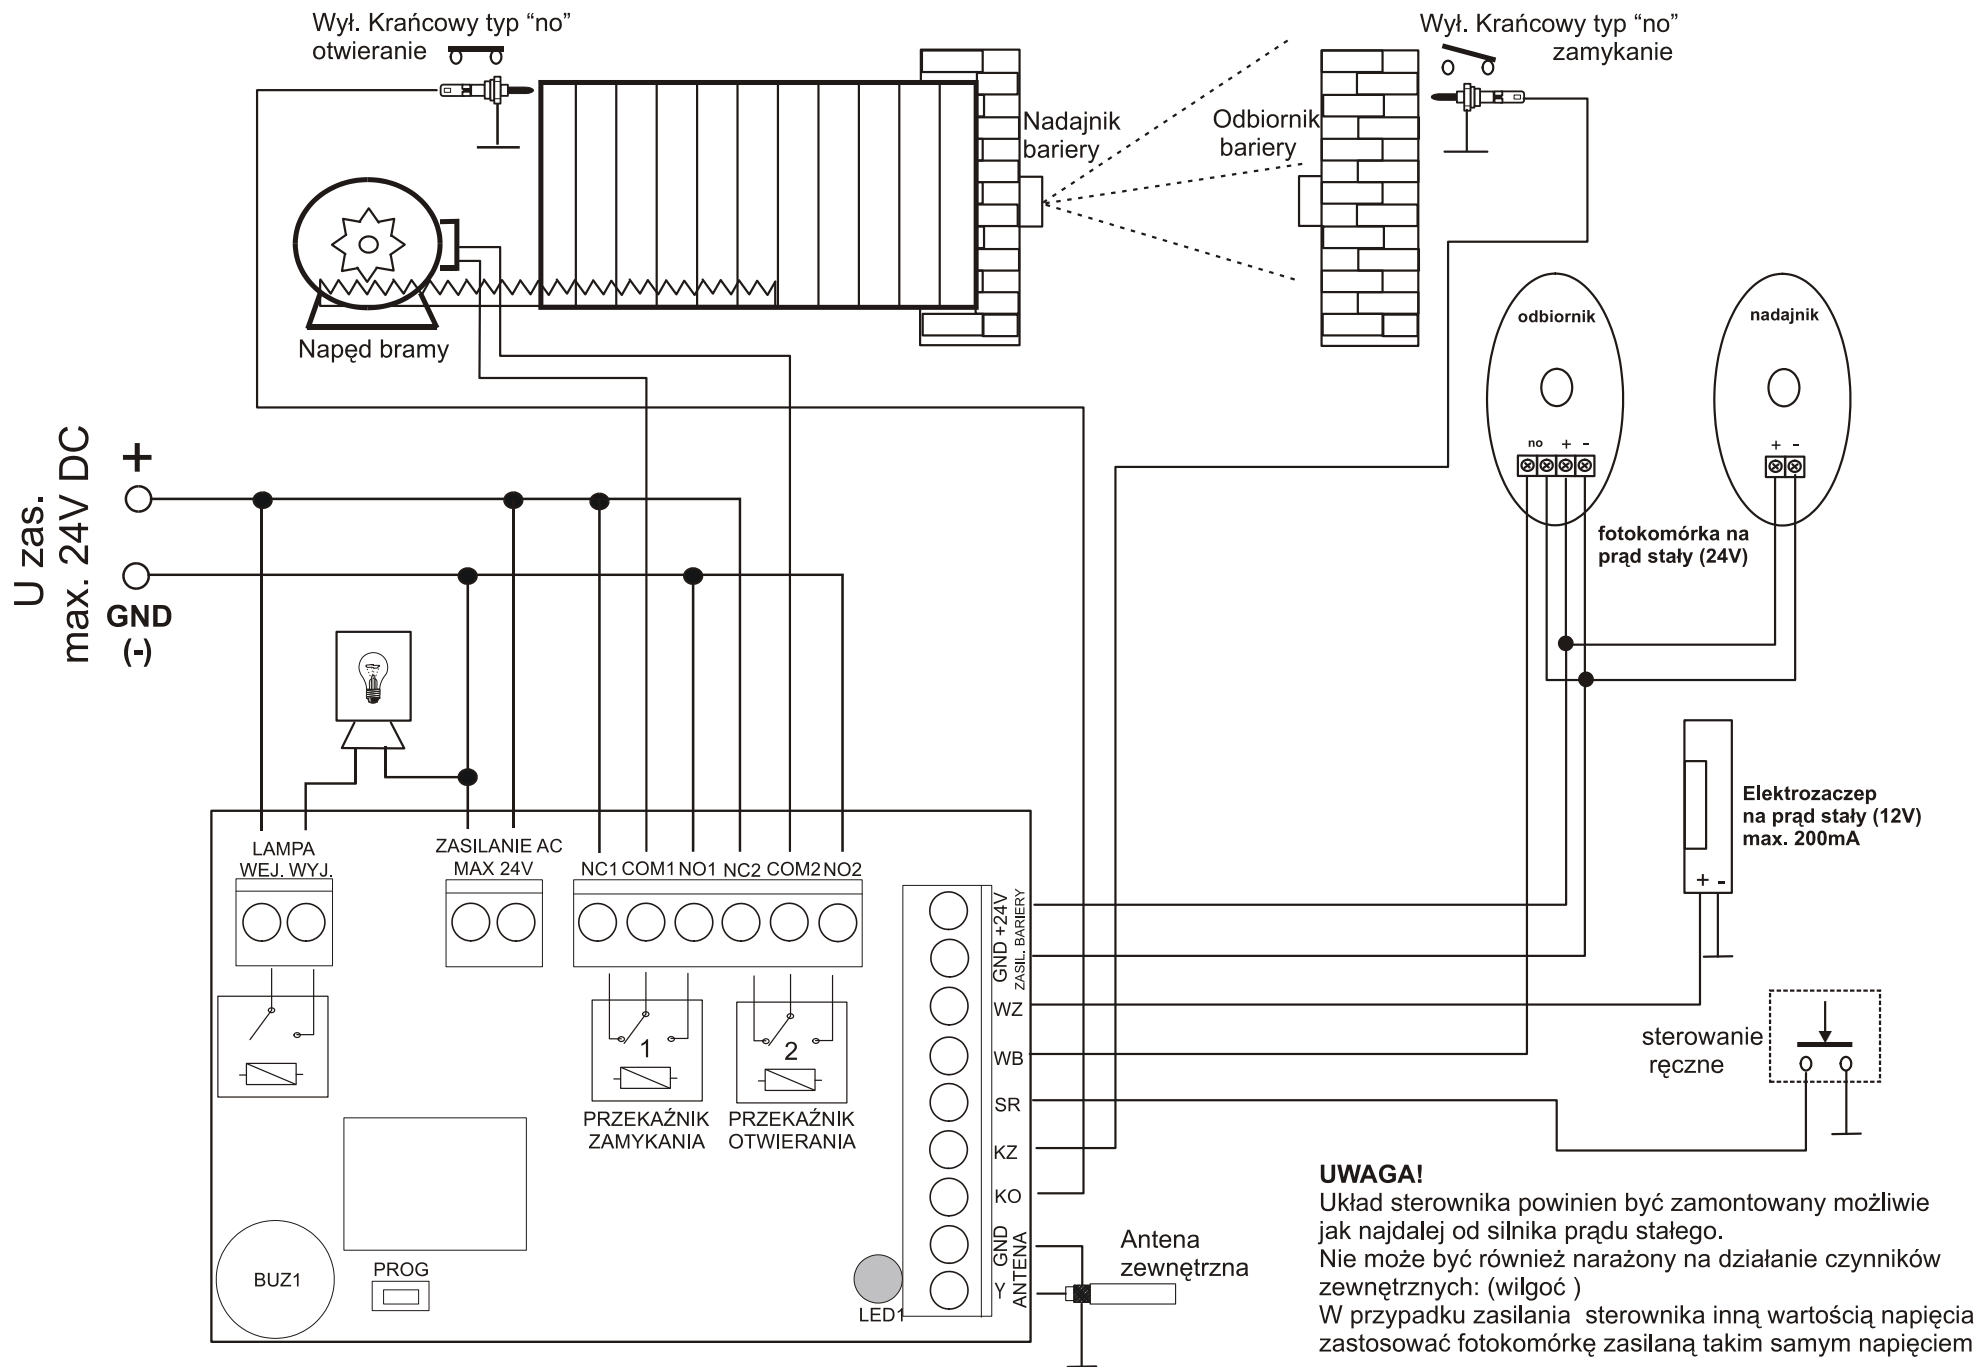 Wył. Krańcowy typ “no”
otwieranie
Wył. Krańcowy typ “no”
zamykanie
Nadajnik
bariery
Odbiornik
bariery
Napęd bramy
odbiornik
no + -
nadajnik
+ -
fotokomórka na
prąd stały (24V)
U zas.
max. 24V DC
+
GND
(-)
Elektrozaczep
na prąd stały (12V)
max. 200mA
+ -
LAMPA
WEJ. WYJ.
ZASILANIE AC
MAX 24V
NC1 COM1 NO1 NC2 COM2 NO2
GND +24V
ZASIL. BARIERY
WZ
WB
SR
KZ
KO
GND
Y
ANTENA
1
2
PRZEKAŹNIK
ZAMYKANIA
PRZEKAŹNIK
OTWIERANIA
sterowanie
ręczne
BUZ1
PROG
LED1
Antena
zewnętrzna
UWAGA!
Układ sterownika powinien być zamontowany możliwie
jak najdalej od silnika prądu stałego.
Nie może być również narażony na działanie czynników
zewnętrznych: (wilgoć )
W przypadku zasilania sterownika inną wartością napięcia
zastosować fotokomórkę zasilaną takim samym napięciem